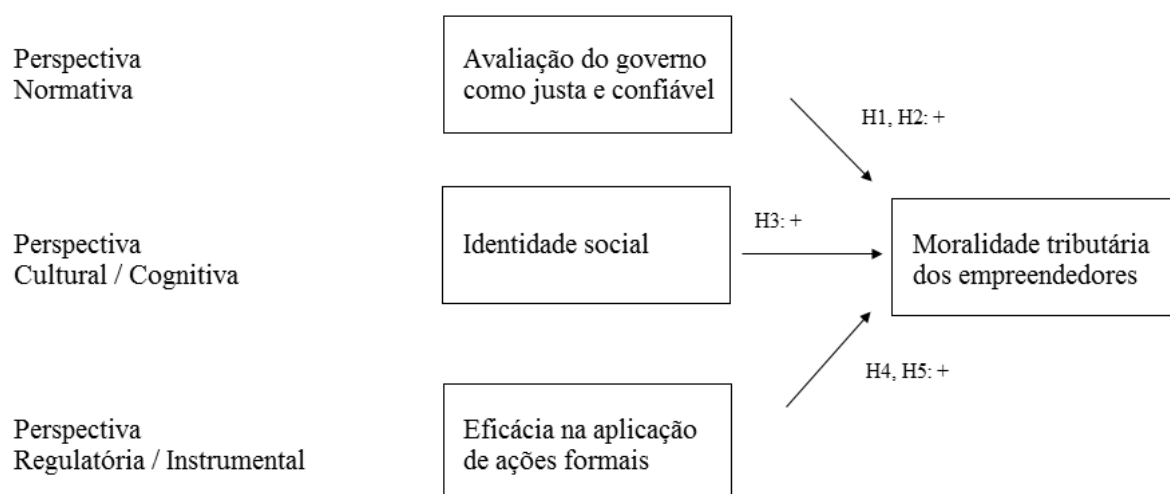 Perspectiva
Normativa
Avaliação do governo
como justa e confiável
H1, H2: +
Perspectiva
Cultural / Cognitiva
Identidade social
H3: +
Moralidade tributária
dos empreendedores
H4, H5: +
Perspectiva
Regulatória / Instrumental
Eficácia na aplicação
de ações formais